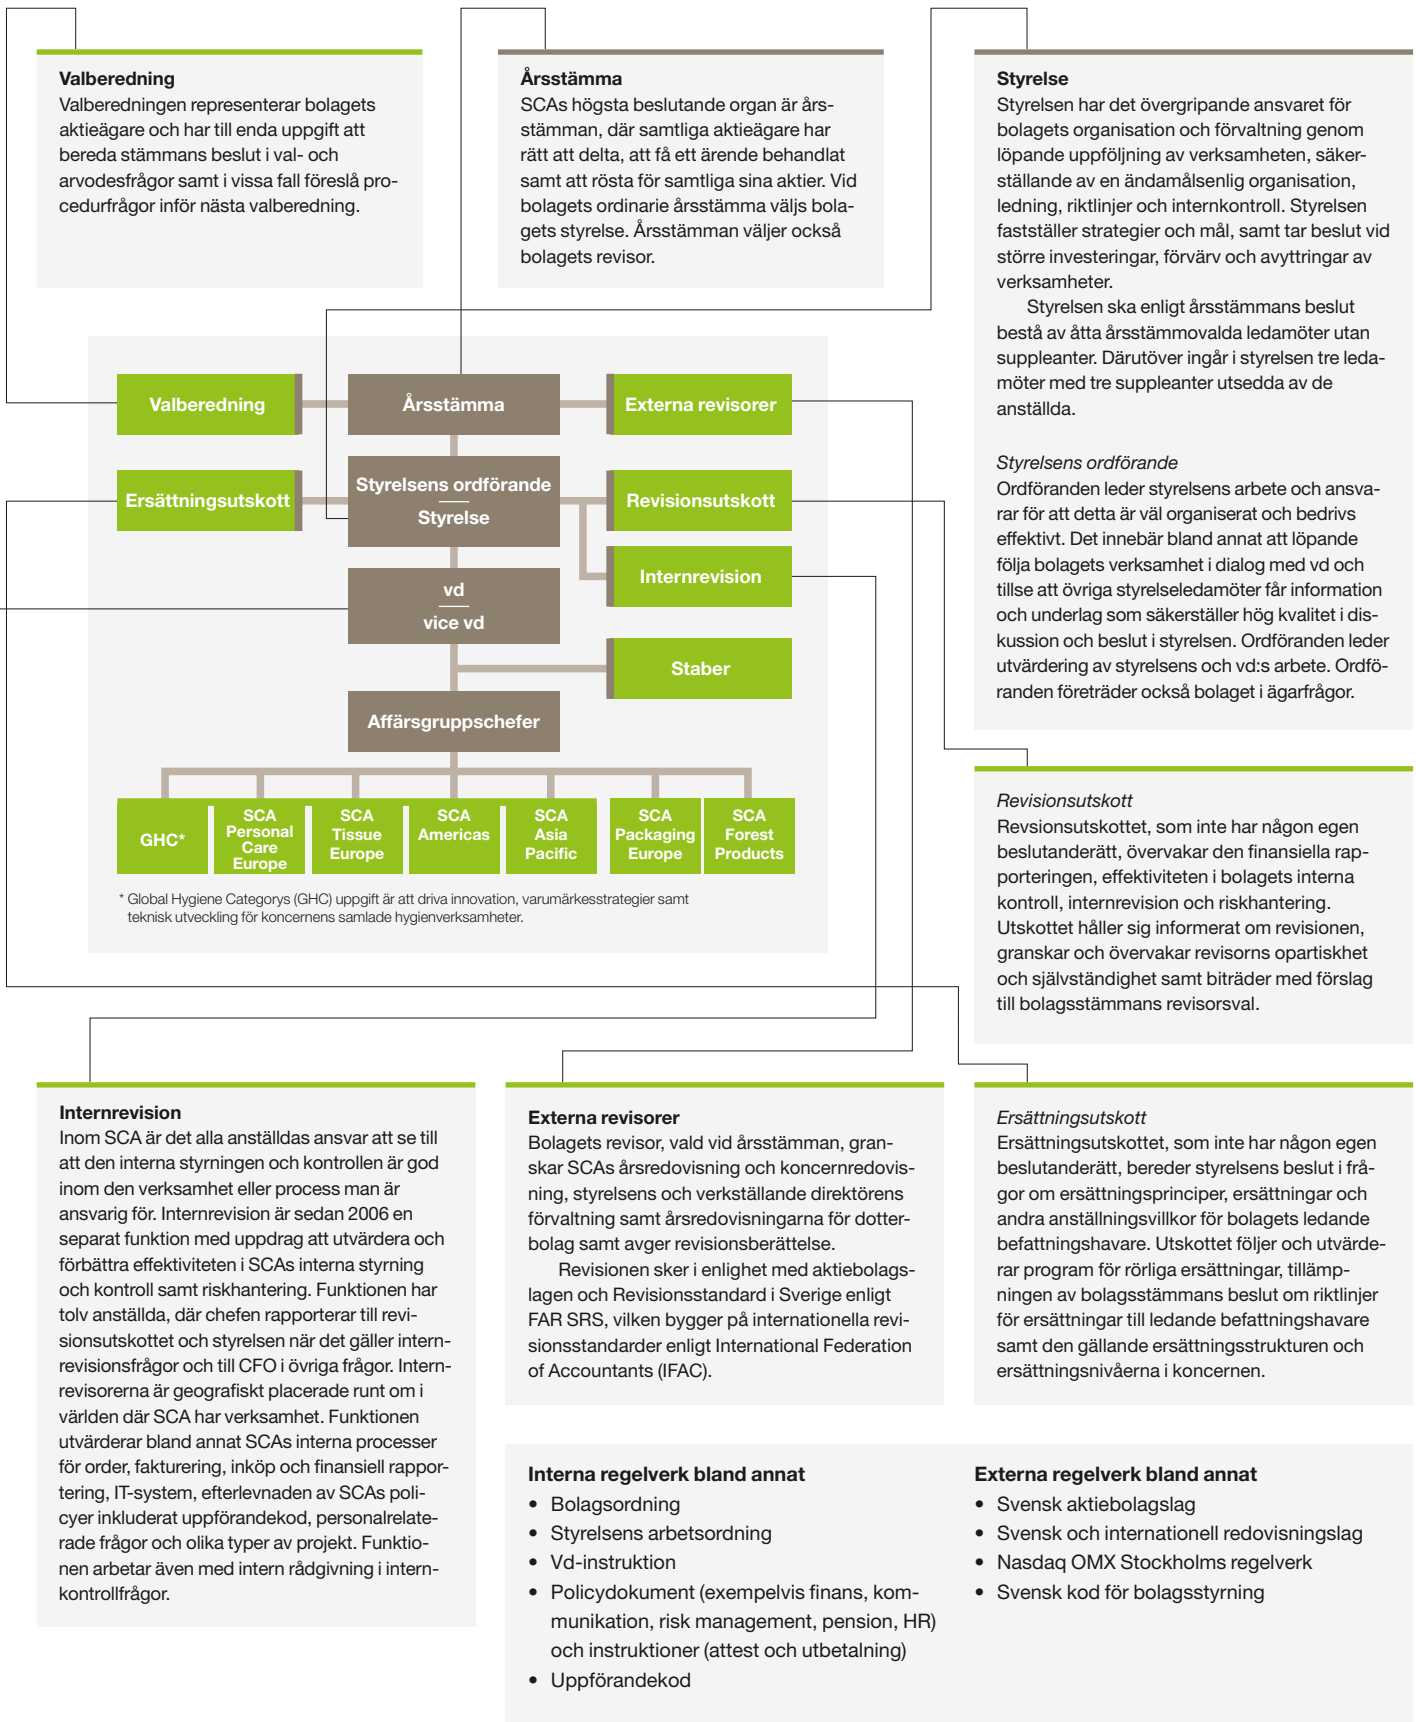 Valberedning
Valberedningen representerar bolagets
aktieägare och har till enda uppgift att
bereda stämmans beslut i val- och
arvodesfrågor samt i vissa fall föreslå pro-
cedurfrågor inför nästa valberedning.
Årsstämma
SCAs högsta beslutande organ är års-
stämman, där samtliga aktieägare har
rätt att delta, att få ett ärende behandlat
samt att rösta för samtliga sina aktier. Vid
bolagets ordinarie årsstämma väljs bola-
gets styrelse. Årsstämman väljer också
bolagets revisor.
Styrelse
Styrelsen har det övergripande ansvaret för
bolagets organisation och förvaltning genom
löpande uppföljning av verksamheten, säker-
ställande av en ändamålsenlig organisation,
ledning, riktlinjer och internkontroll. Styrelsen
fastställer strategier och mål, samt tar beslut vid
större investeringar, förvärv och avyttringar av
verksamheter.
Styrelsen ska enligt årsstämmans beslut
bestå av åtta årsstämmovalda ledamöter utan
suppleanter. Därutöver ingår i styrelsen tre leda-
möter med tre suppleanter utsedda av de
anställda.
Styrelsens ordförande
Ordföranden leder styrelsens arbete och ansva-
rar för att detta är väl organiserat och bedrivs
effektivt. Det innebär bland annat att löpande
följa bolagets verksamhet i dialog med vd och
tillse att övriga styrelseledamöter får information
och underlag som säkerställer hög kvalitet i dis-
kussion och beslut i styrelsen. Ordföranden leder
utvärdering av styrelsens och vd:s arbete. Ordfö-
randen företräder också bolaget i ägarfrågor.
Valberedning
Årsstämma
Externa revisorer
Ersättningsutskott
Styrelsens ordförande
Styrelse
Revisionsutskott
Internrevision
vd
vice vd
Staber
Affärsgruppschefer
GHC*
SCA
Personal
Care
Europe
SCA
Tissue
Europe
SCA
Americas
SCA
Asia
Pacific
SCA
Packaging
Europe
SCA
Forest
Products
* Global Hygiene Categorys (GHC) uppgift är att driva innovation, varumärkesstrategier samt
teknisk utveckling för koncernens samlade hygienverksamheter.
Revisionsutskott
Revsionsutskottet, som inte har någon egen
beslutanderätt, övervakar den finansiella rap-
porteringen, effektiviteten i bolagets interna
kontroll, internrevision och riskhantering.
Utskottet håller sig informerat om revisionen,
granskar och övervakar revisorns opartiskhet
och självständighet samt biträder med förslag
till bolagsstämmans revisorsval.
Internrevision
Inom SCA är det alla anställdas ansvar att se till
att den interna styrningen och kontrollen är god
inom den verksamhet eller process man är
ansvarig för. Internrevision är sedan 2006 en
separat funktion med uppdrag att utvärdera och
förbättra effektiviteten i SCAs interna styrning
och kontroll samt riskhantering. Funktionen har
tolv anställda, där chefen rapporterar till revi-
sionsutskottet och styrelsen när det gäller intern-
revisionsfrågor och till CFO i övriga frågor. Intern-
revisorerna är geografiskt placerade runt om i
världen där SCA har verksamhet. Funktionen
utvärderar bland annat SCAs interna processer
för order, fakturering, inköp och finansiell rappor-
tering, IT-system, efterlevnaden av SCAs poli-
cyer inkluderat uppförandekod, personalrelate-
rade frågor och olika typer av projekt. Funktio-
nen arbetar även med intern rådgivning i intern-
kontrollfrågor.
Externa revisorer
Bolagets revisor, vald vid årsstämman, gran-
skar SCAs årsredovisning och koncernredovis-
ning, styrelsens och verkställande direktörens
förvaltning samt årsredovisningarna för dotter-
bolag samt avger revisionsberättelse.
Revisionen sker i enlighet med aktiebolags-
lagen och Revisionsstandard i Sverige enligt
FAR SRS, vilken bygger på internationella revi-
sionsstandarder enligt International Federation
of Accountants (IFAC).
Ersättningsutskott
Ersättningsutskottet, som inte har någon egen
beslutanderätt, bereder styrelsens beslut i frå-
gor om ersättningsprinciper, ersättningar och
andra anställningsvillkor för bolagets ledande
befattningshavare. Utskottet följer och utvärde-
rar program för rörliga ersättningar, tillämp-
ningen av bolagsstämmans beslut om riktlinjer
för ersättningar till ledande befattningshavare
samt den gällande ersättningsstrukturen och
ersättningsnivåerna i koncernen.
Interna regelverk bland annat
• Bolagsordning
• Styrelsens arbetsordning
• Vd-instruktion
• Policydokument (exempelvis finans, kom-
munikation, risk management, pension, HR)
och instruktioner (attest och utbetalning)
• Uppförandekod
Externa regelverk bland annat
• Svensk aktiebolagslag
• Svensk och internationell redovisningslag
• Nasdaq OMX Stockholms regelverk
• Svensk kod för bolagsstyrning